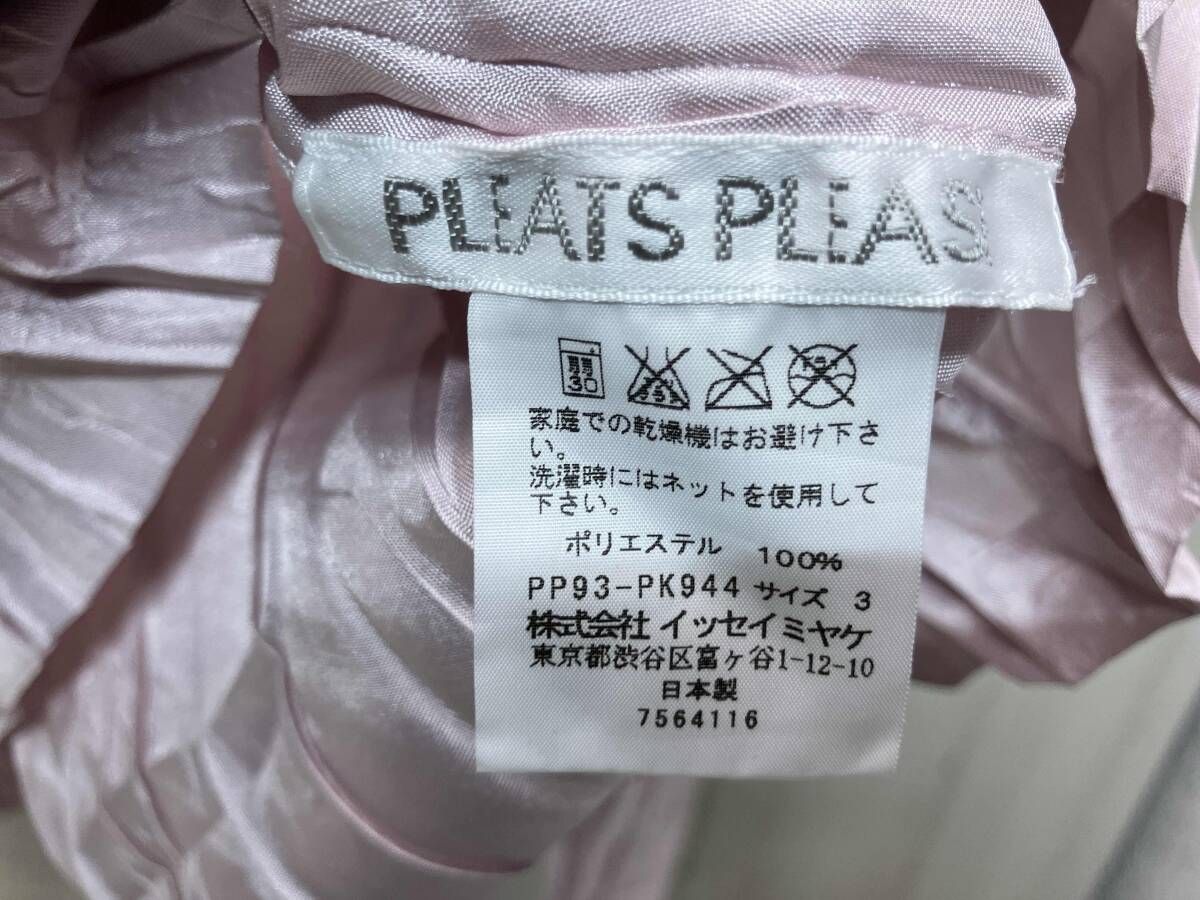 PLEATS PLEAS
30
家庭での乾燥機はお避け下さ
い。
洗濯時にはネットを使用して
下さい。
ポリエステル 100%
PP93-PK944 サイズ 3
株式会社 イッセイミヤケ
東京都渋谷区富ヶ谷1-12-10
日本製
7564116